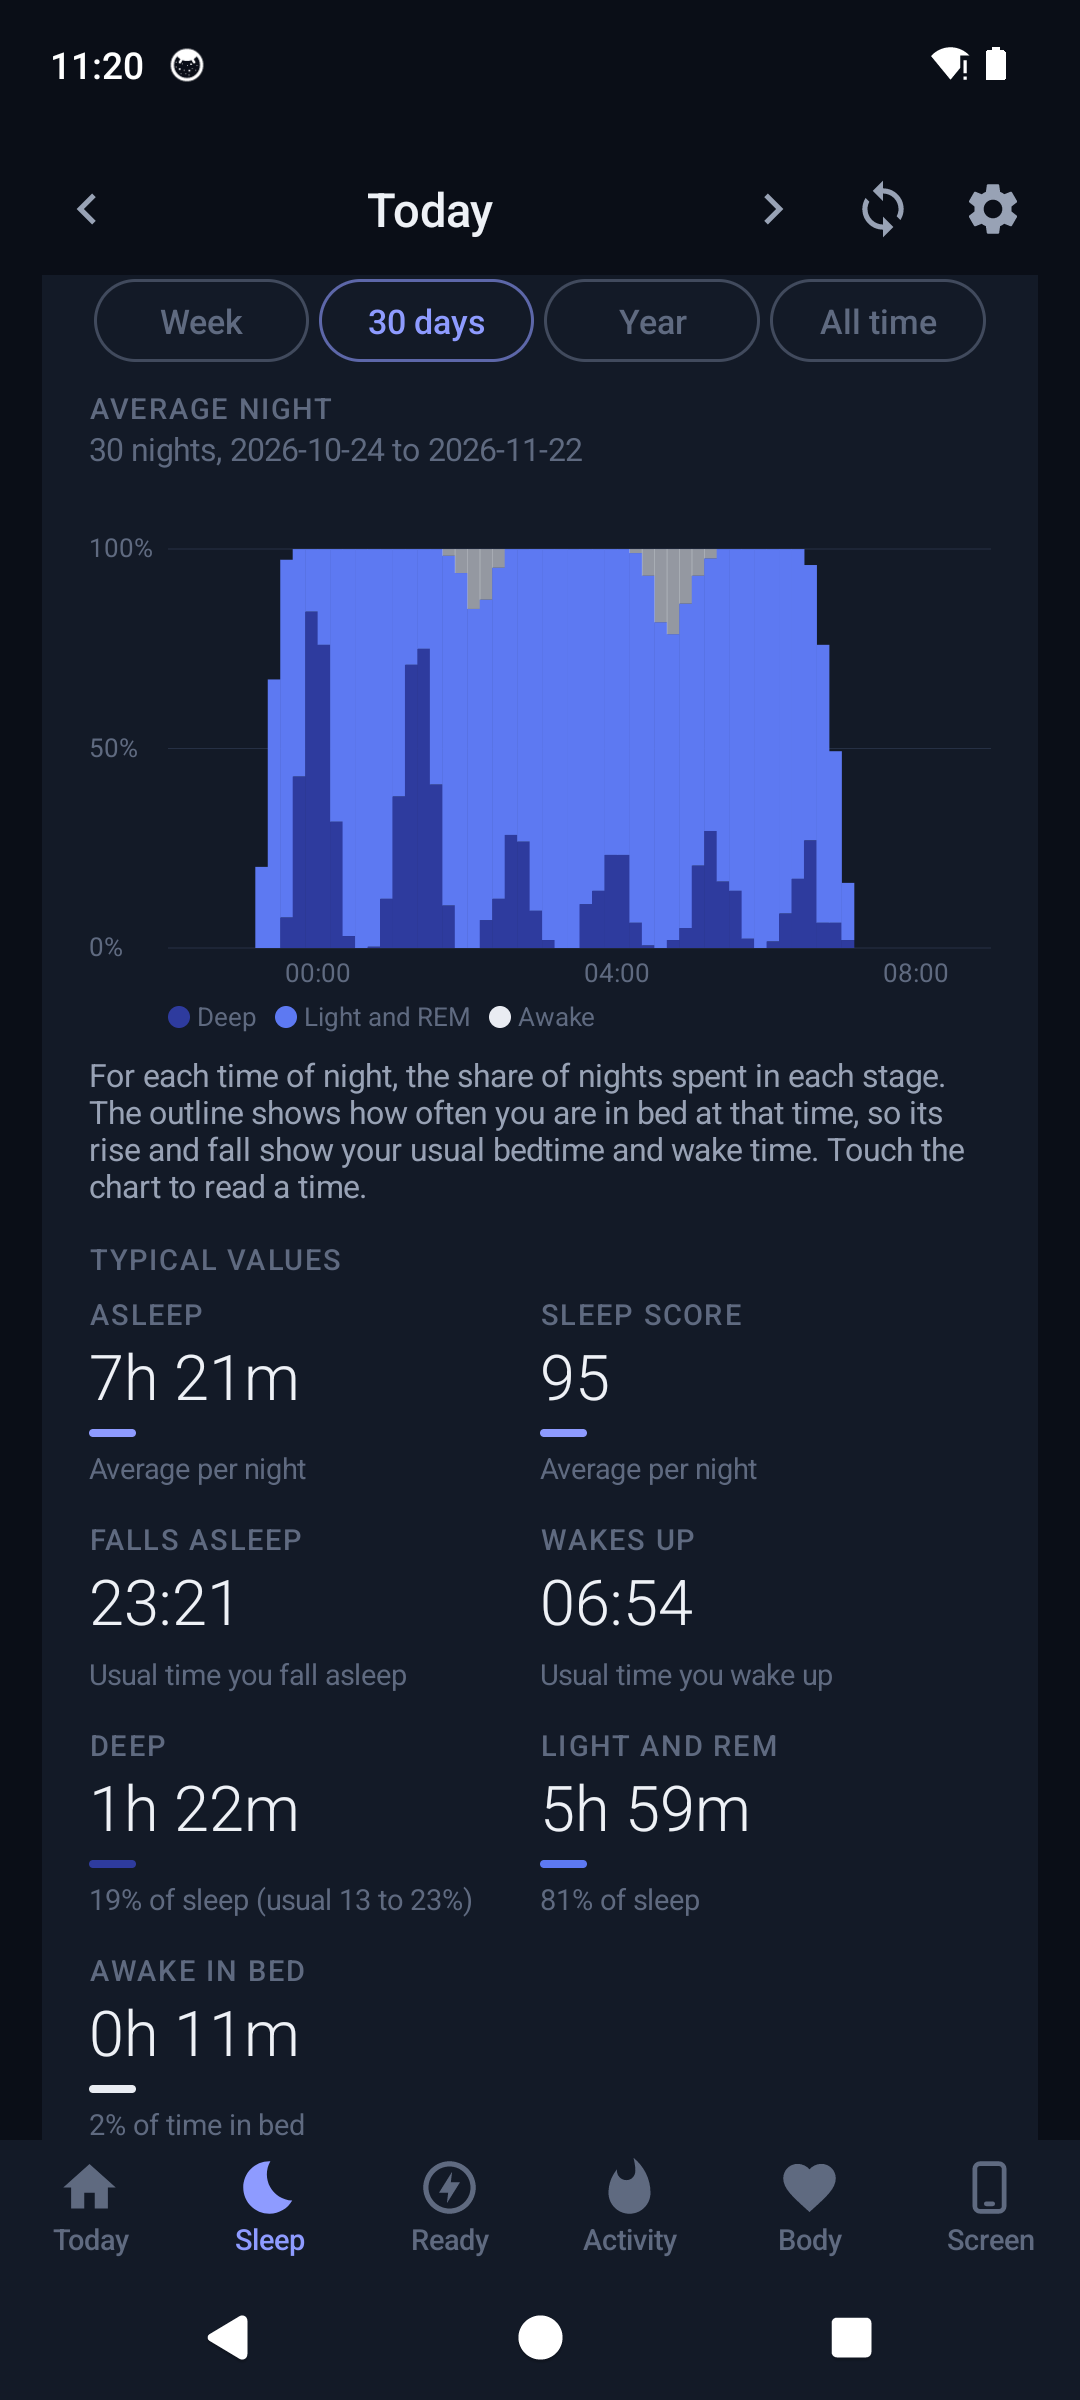 11:20
Today
Week
30 days
Year
All time
AVERAGE NIGHT
30 nights, 2026-10-24 to 2026-11-22
100%
50%
0%
00:00
04:00
08:00
Deep
Light and REM
Awake
For each time of night, the share of nights spent in each stage.
The outline shows how often you are in bed at that time, so its
rise and fall show your usual bedtime and wake time. Touch the
chart to read a time.
TYPICAL VALUES
ASLEEP
7h 21m
Average per night
SLEEP SCORE
95
Average per night
FALLS ASLEEP
23:21
Usual time you fall asleep
WAKES UP
06:54
Usual time you wake up
DEEP
1h 22m
19% of sleep (usual 13 to 23%)
LIGHT AND REM
5h 59m
81% of sleep
AWAKE IN BED
0h 11m
2% of time in bed
Today
Sleep
Ready
Activity
Body
Screen